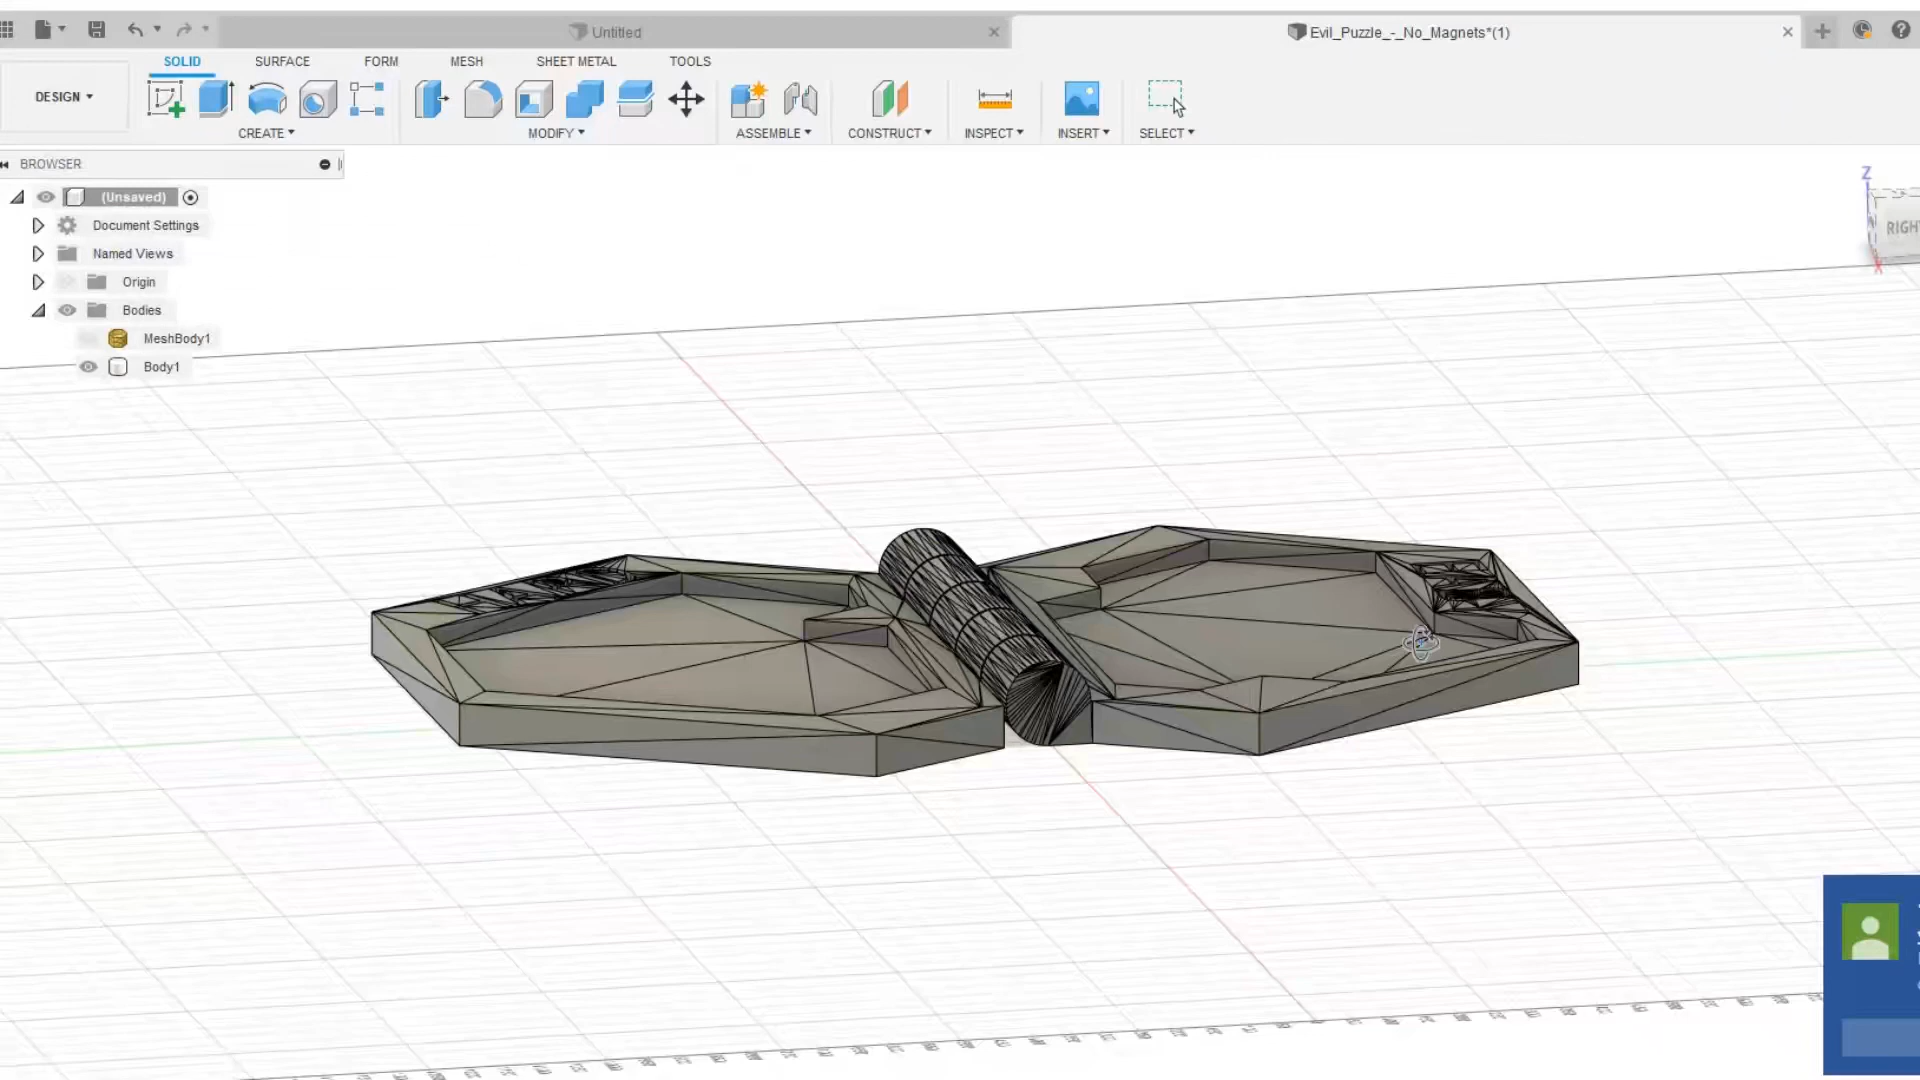 Untitled
Evil_Puzzle_-_No_Magnets*(1)
SOLID SURFACE FORM MESH SHEET METAL TOOLS
DESIGN
CREATE MODIFY ASSEMBLE CONSTRUCT INSPECT INSERT SELECT
BROWSER
(Unsaved)
Document Settings
Named Views
Origin
Bodies
MeshBody1
Body1
Z
X